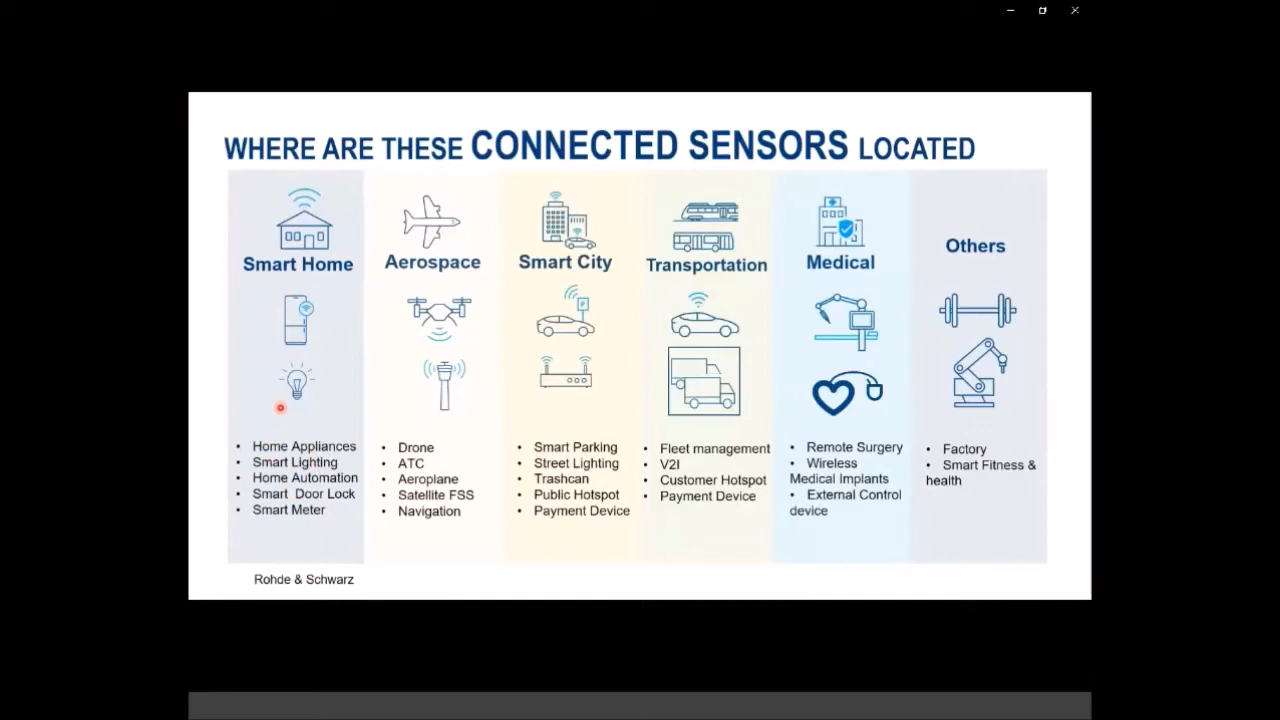 WHERE ARE THESE CONNECTED SENSORS LOCATED
Smart Home
• Home Appliances
• Smart Lighting
• Home Automation
• Smart Door Lock
• Smart Meter
Aerospace
• Drone
• ATC
• Aeroplane
• Satellite FSS
• Navigation
Smart City
P
• Smart Parking
• Street Lighting
• Trashcan
• Public Hotspot
• Payment Device
Transportation
• Fleet management
• V2I
• Customer Hotspot
• Payment Device
Medical
• Remote Surgery
• Wireless
Medical Implants
• External Control
device
Others
• Factory
• Smart Fitness &
health
Rohde & Schwarz